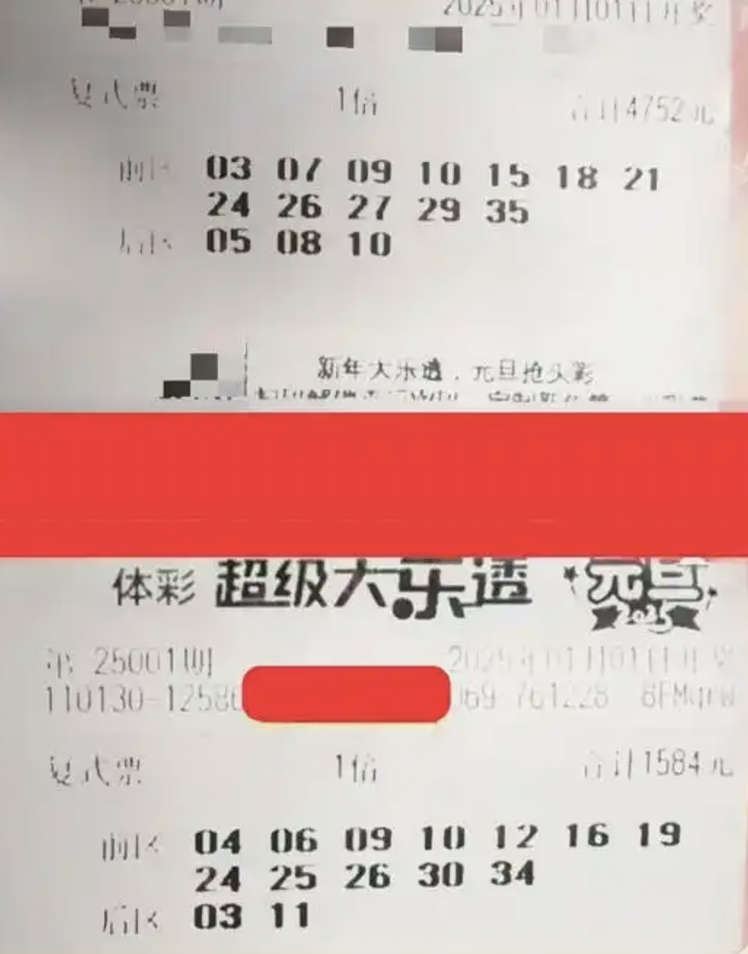 2025年01月01日开奖
复式票 1倍 合计4752元
前区 03 07 09 10 15 18 21
24 26 27 29 35
后区 05 08 10
新年大乐透，元旦抢头彩
体彩 超级大乐透 元旦
2025
第 25001期 2025年01月01日开奖
110130-12586 069 761228
复式票 1倍 合计1584元
前区 04 06 09 10 12 16 19
24 25 26 30 34
后区 03 11